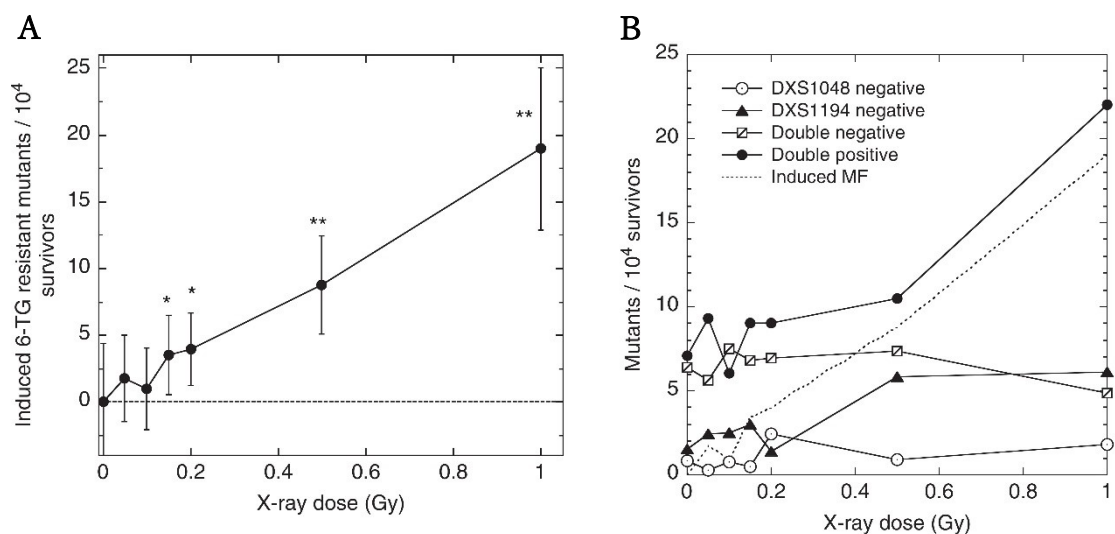 A
Induced 6-TG resistant mutants / 10⁴
survivors
25
20
15
10
5
0
*
*
**
**
0
0.2
0.4
0.6
0.8
1
X-ray dose (Gy)
B
Mutants / 10⁴ survivors
25
20
15
10
5
0
DXS1048 negative
DXS1194 negative
Double negative
Double positive
Induced MF
0
0.2
0.4
0.6
0.8
1
X-ray dose (Gy)